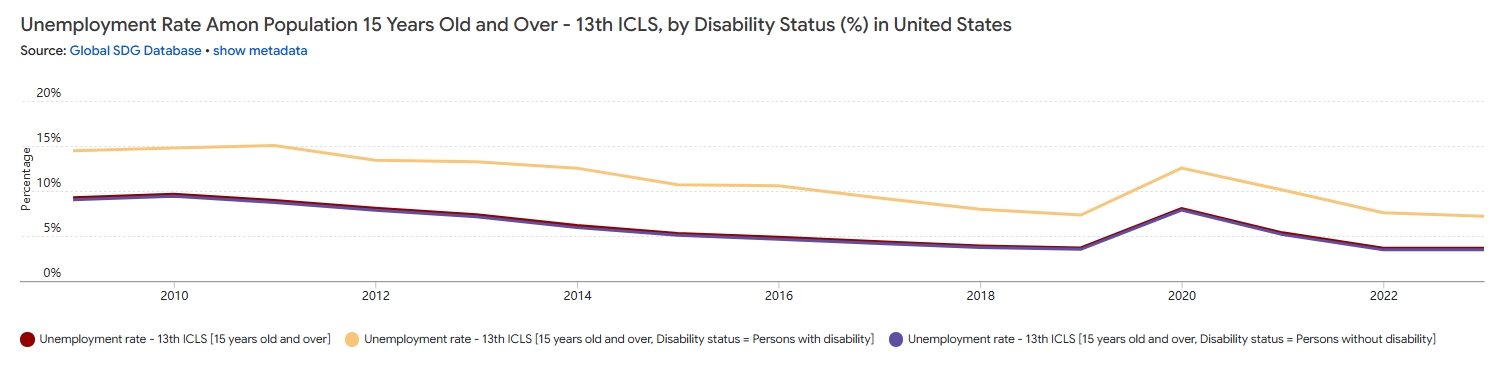 Unemployment Rate Amon Population 15 Years Old and Over - 13th ICLS, by Disability Status (%) in United States
Source: Global SDG Database • show metadata
20%
15%
10%
5%
0%
Percentage
2010 2012 2014 2016 2018 2020 2022
Unemployment rate - 13th ICLS [15 years old and over] Unemployment rate - 13th ICLS [15 years old and over, Disability status = Persons with disability] Unemployment rate - 13th ICLS [15 years old and over, Disability status = Persons without disability]